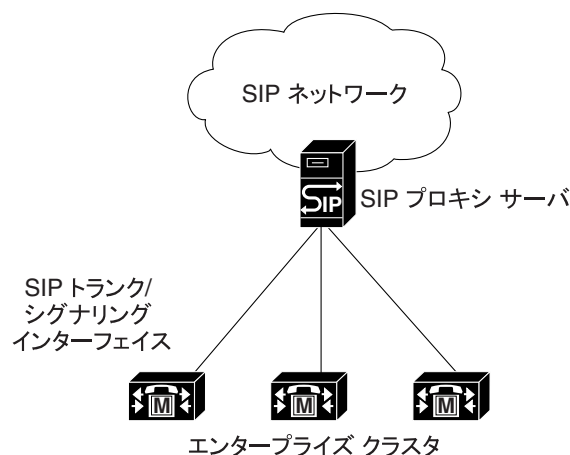 SIP ネットワーク
SIP
SIP プロキシ サーバ
SIP トランク/
シグナリング
インターフェイス
M
M
M
エンタープライズ クラスタ